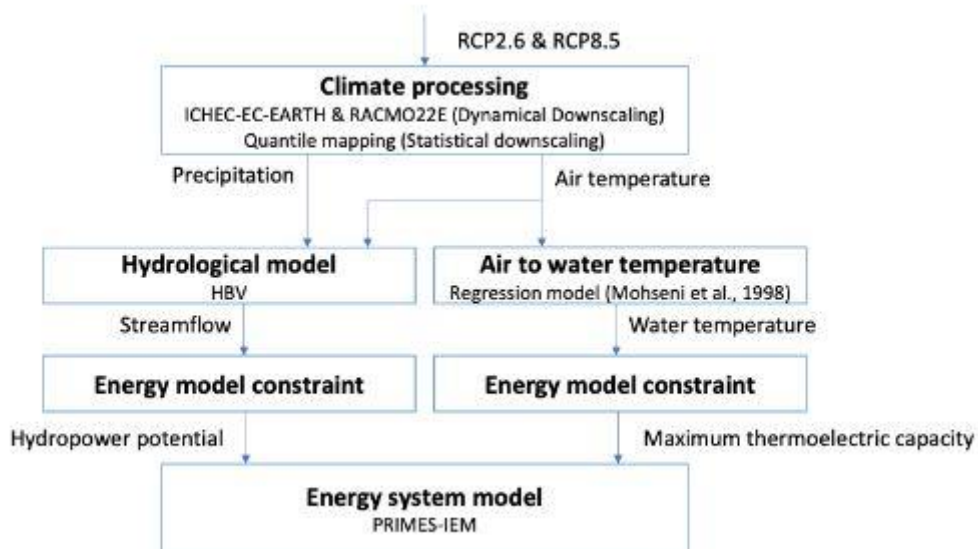 RCP2.6 & RCP8.5
Climate processing
ICHEC-EC-EARTH & RACMO22E (Dynamical Downscaling)
Quantile mapping (Statistical downscaling)
Precipitation
Air temperature
Hydrological model
HBV
Air to water temperature
Regression model (Mohseni et al., 1998)
Streamflow
Water temperature
Energy model constraint
Energy model constraint
Hydropower potential
Maximum thermoelectric capacity
Energy system model
PRIMES-IEM